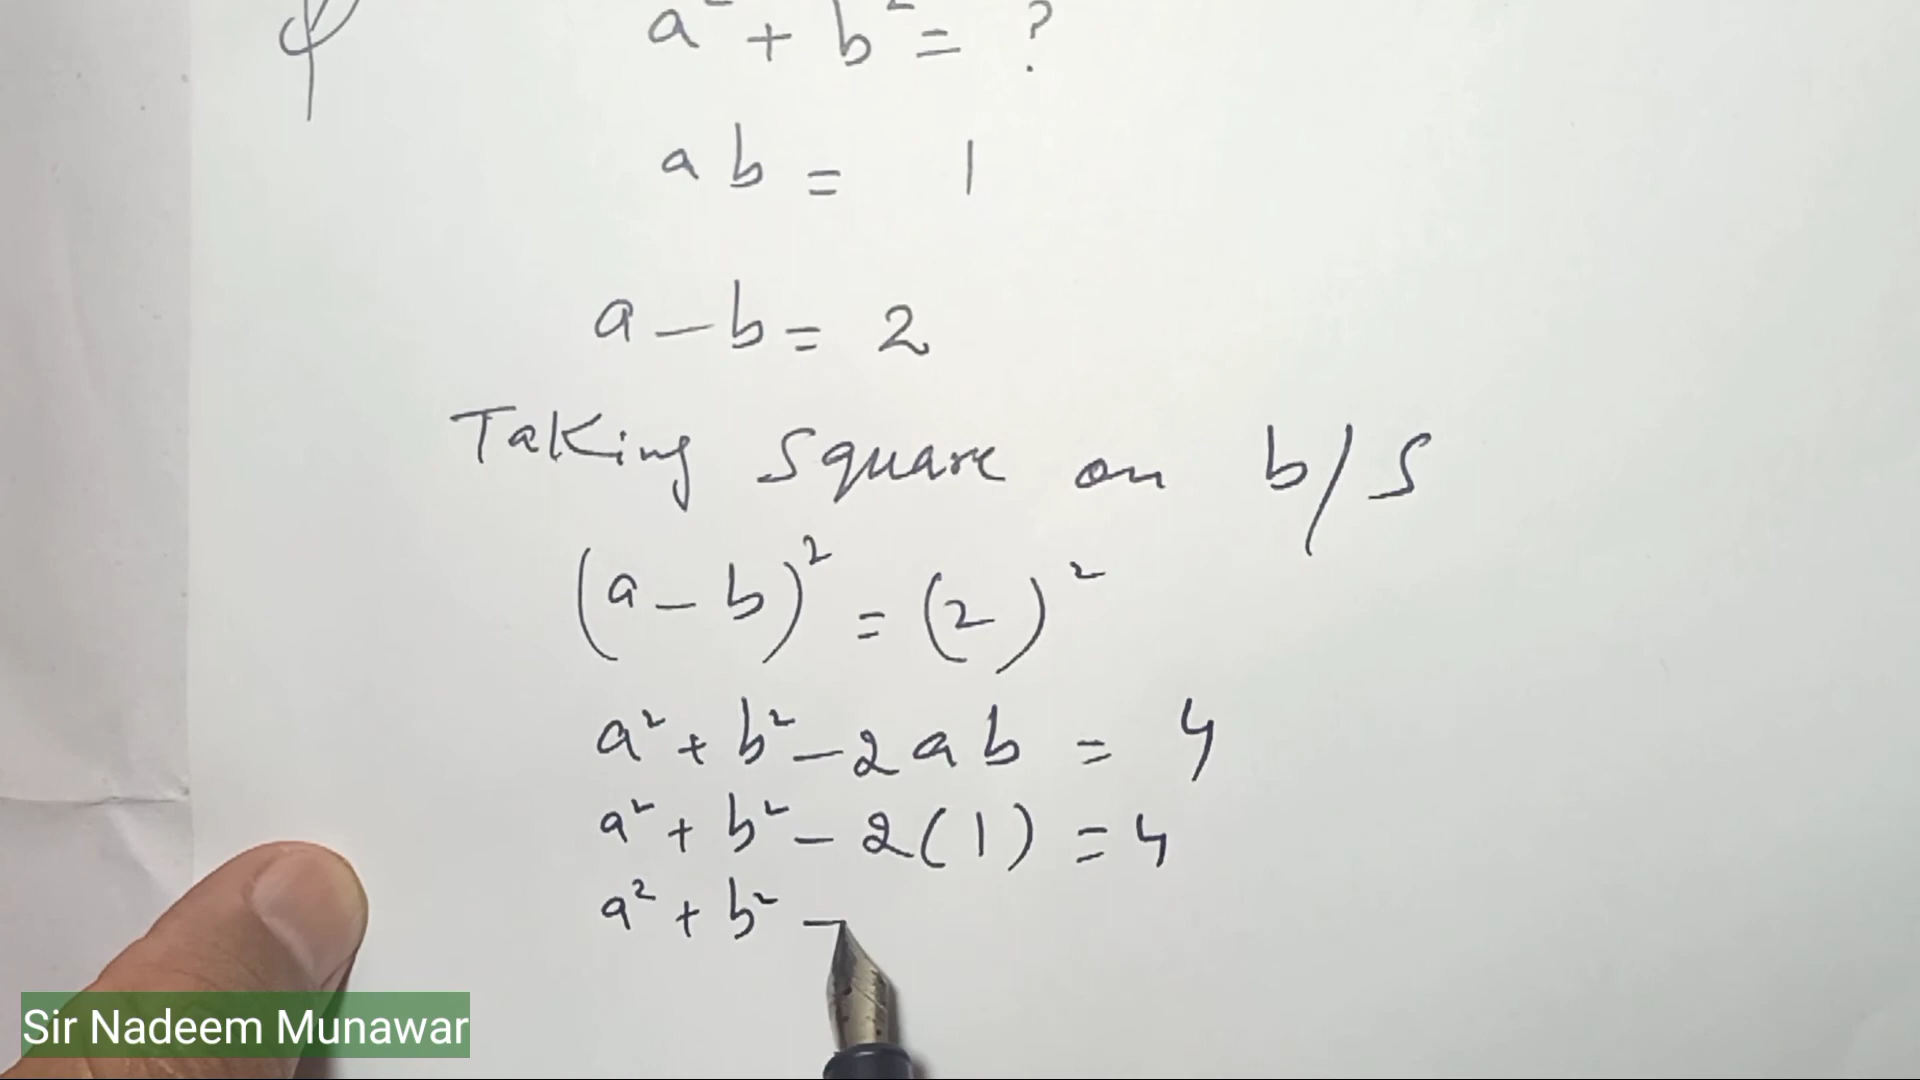 a² + b² = ?
ab = 1
a - b = 2
Taking Square on b/s
(a - b)² = (2)²
a² + b² - 2ab = 4
a² + b² - 2(1) = 4
a² + b² -
Sir Nadeem Munawar